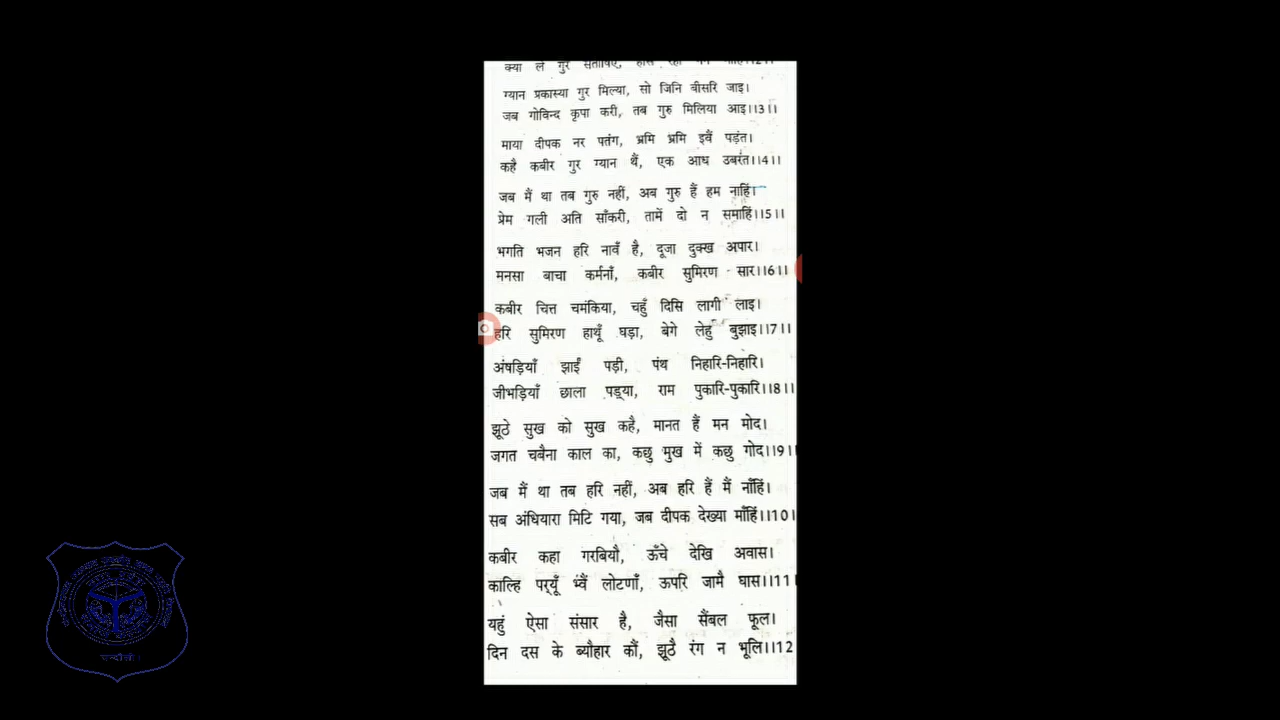 क्या ले गुर
ग्यान प्रकास्या गुर मिल्या, सो जिनि बीसरि जाइ।
जब गोविन्द कृपा करी, तब गुरु मिलिया आइ।।3।।
माया दीपक नर पतंग, भ्रमि भ्रमि इवैं पड़ंत।
कहै कबीर गुर ग्यान थैं, एक आध उबरंत।।4।।
जब मैं था तब गुरु नहीं, अब गुरु हैं हम नाहिं।
प्रेम गली अति साँकरी, तामें दो न समाहिं।।5।।
भगति भजन हरि नावँ है, दूजा दुक्ख अपार।
मनसा बाचा कर्मनाँ, कबीर सुमिरण सार।।6।।
कबीर चित्त चमंकिया, चहुँ दिसि लागी लाइ।
हरि सुमिरण हाथूँ घड़ा, बेगे लेहु बुझाइ।।7।।
अंषड़ियाँ झाईं पड़ी, पंथ निहारि-निहारि।
जीभड़ियाँ छाला पड़्या, राम पुकारि-पुकारि।।8।।
झूठे सुख को सुख कहै, मानत हैं मन मोद।
जगत चबैना काल का, कछु मुख में कछु गोद।।9।।
जब मैं था तब हरि नहीं, अब हरि हैं मैं नाँहिं।
सब अंधियारा मिटि गया, जब दीपक देख्या माँहिं।।10।
कबीर कहा गरबियौ, ऊँचे देखि अवास।
काल्हि पर्‌यूँ भ्वैं लोटणाँ, ऊपरि जामै घास।।11।
यहुं ऐसा संसार है, जैसा सैंबल फूल।
दिन दस के ब्यौहार कौं, झूठै रंग न भूलि।।12